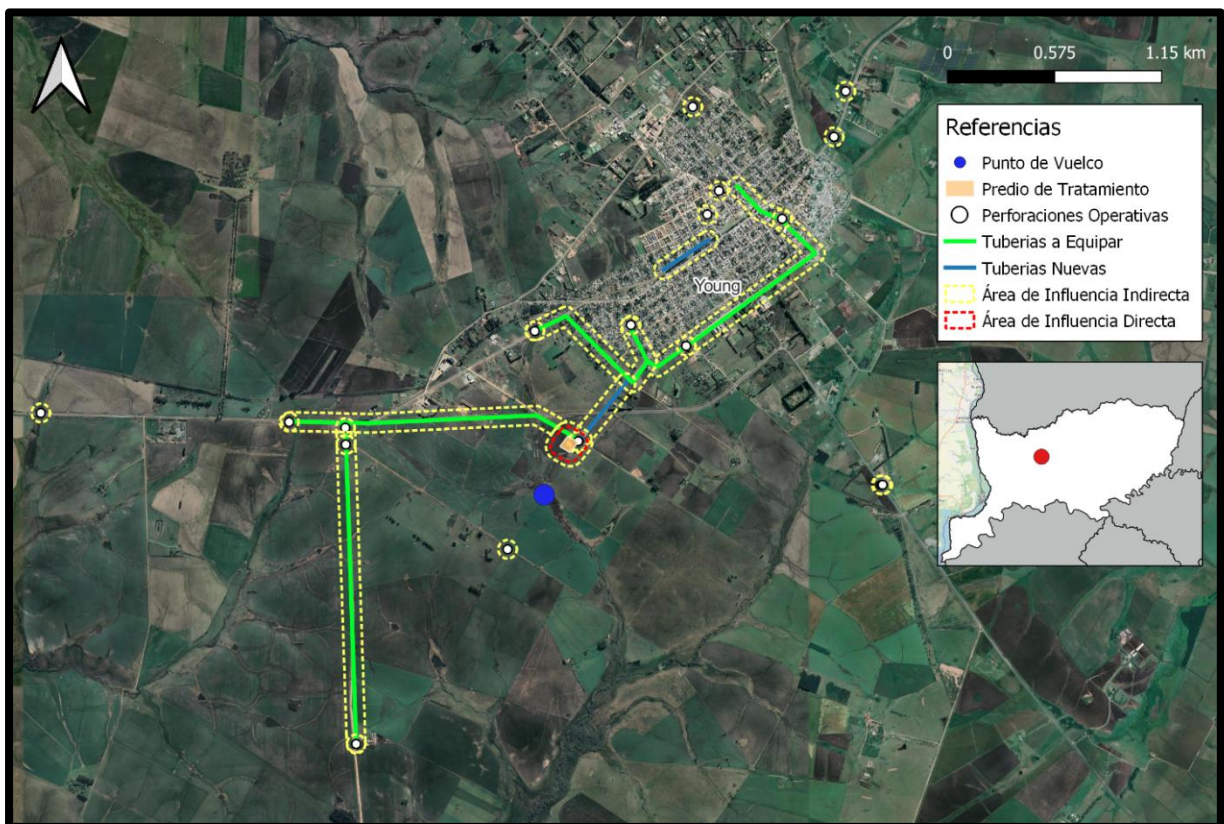 0 0.575 1.15 km
Referencias
Punto de Vuelco
Predio de Tratamiento
Perforaciones Operativas
Tuberias a Equipar
Tuberias Nuevas
Área de Influencia Indirecta
Área de Influencia Directa
Young